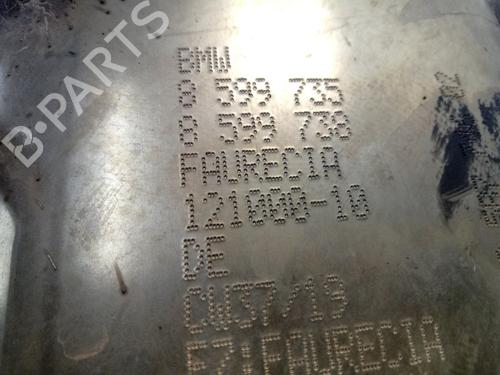 BMW
8 599 735
8 599 738
FAURECIA
121000-10
DE
CW37/19
FZ:FAURECIA
B-PARTS